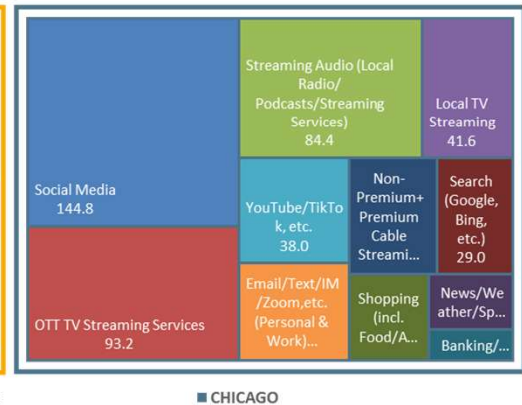 Social Media
144.8
OTT TV Streaming Services
93.2
Streaming Audio (Local
Radio/
Podcasts/Streaming
Services)
84.4
Local TV
Streaming
41.6
YouTube/TikTo
k, etc.
38.0
Non-
Premium+
Premium
Cable
Streami...
Search
(Google,
Bing,
etc.)
29.0
Email/Text/IM
/Zoom,etc.
(Personal &
Work)...
Shopping
(incl.
Food/A...
News/We
ather/Sp...
Banking/...
CHICAGO